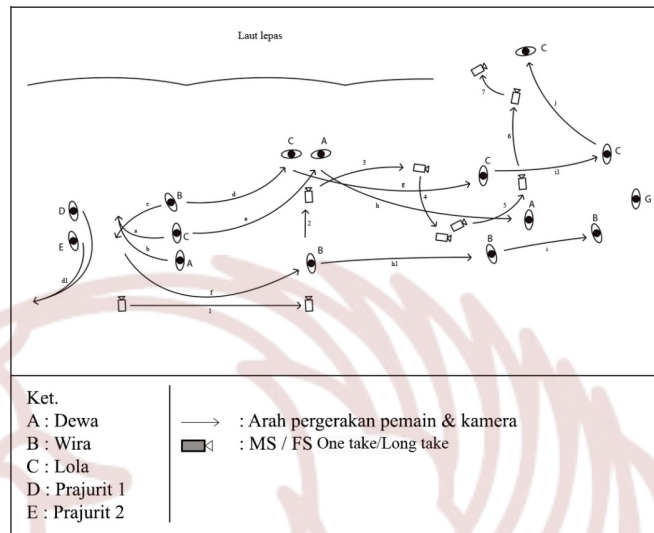 Laut lepas
C
7
j
6
C A
3
C
C
B
d
g
i1
4
D
c
a
e
h
5
G
E
b
C
2
A
B
A
B
B
h1
i
d1
f
1
Ket.
A : Dewa
B : Wira
C : Lola
D : Prajurit 1
E : Prajurit 2
: Arah pergerakan pemain & kamera
: MS / FS One take/Long take